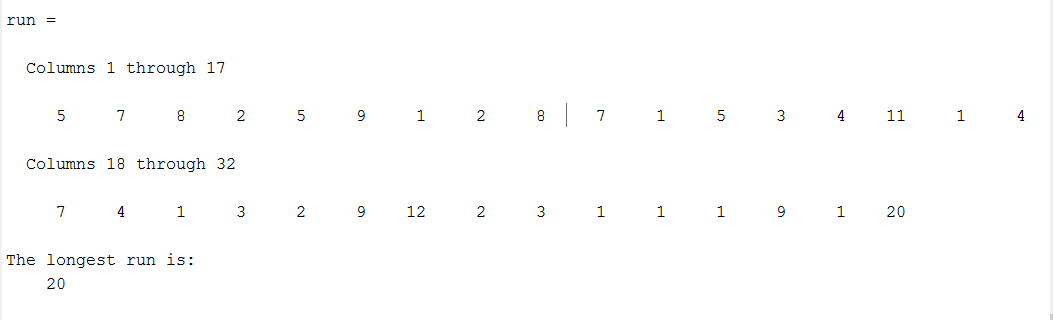 run =
Columns 1 through 17
5 7 8 2 5 9 1 2 8 7 1 5 3 4 11 1 4
Columns 18 through 32
7 4 1 3 2 9 12 2 3 1 1 1 9 1 20
The longest run is:
20